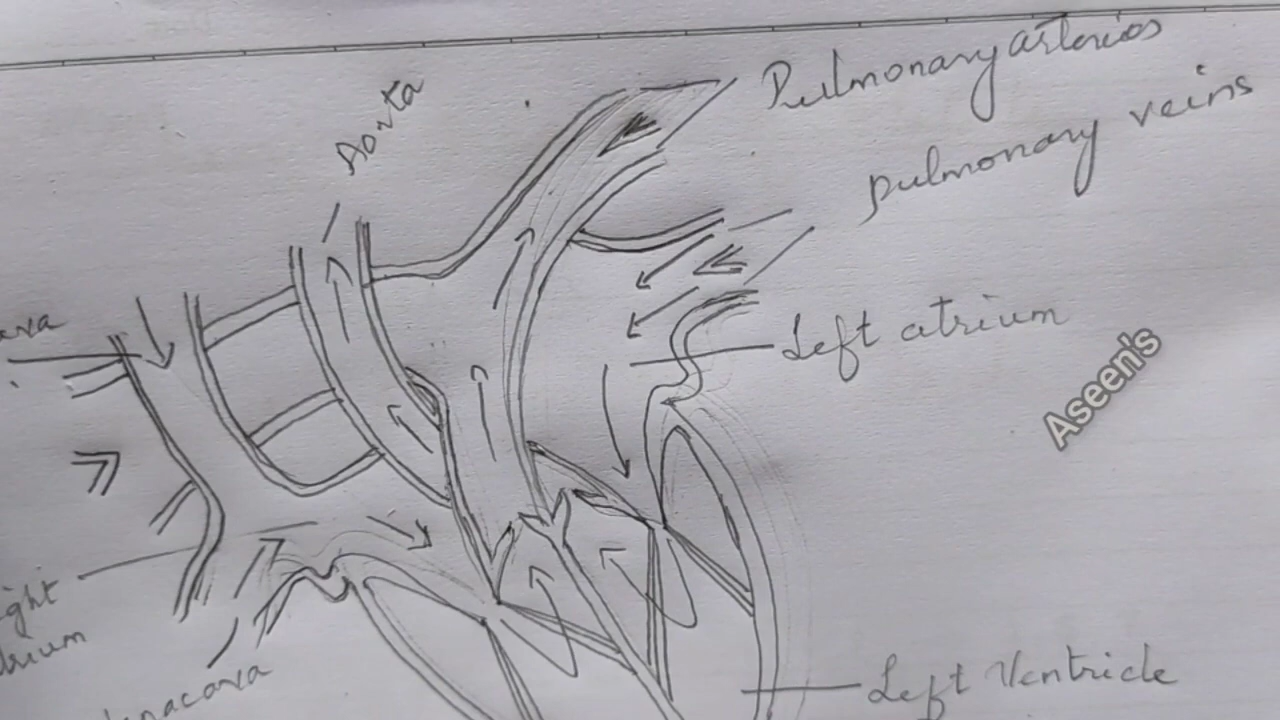 Pulmonary arteries
Aorta
pulmonary veins
Left atrium
Aseen's
Left Ventricle